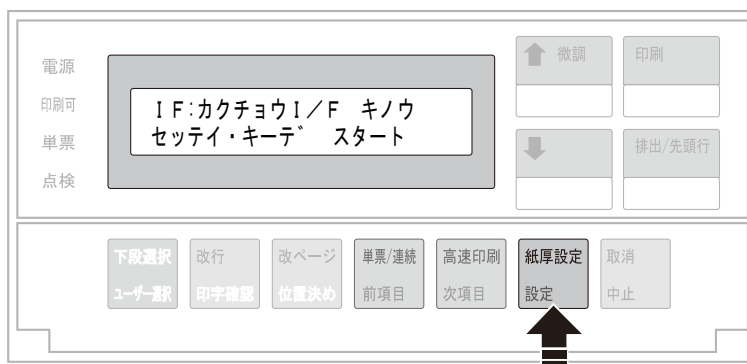 電源
印刷可
単票
点検
IF:カクチョウI/F キノウ
セッテイ・キーデ゛ スタート
微調
印刷
排出/先頭行
下段選択 改行 改ページ 単票/連続 高速印刷 紙厚設定 取消
ユーザー選択 印字確認 位置決め 前項目 次項目 設定 中止